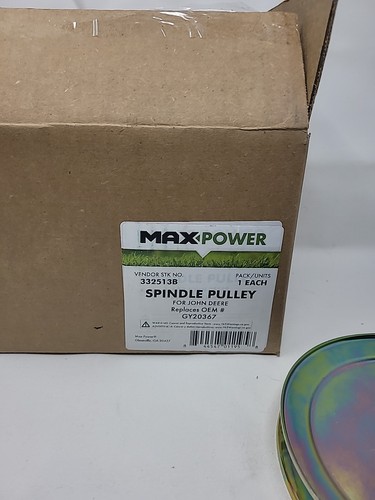 MAXPOWER
VENDOR STK NO. PACK/UNITS
332513B 1 EACH
SPINDLE PULLEY
FOR JOHN DEERE
Replaces OEM #
GY20367